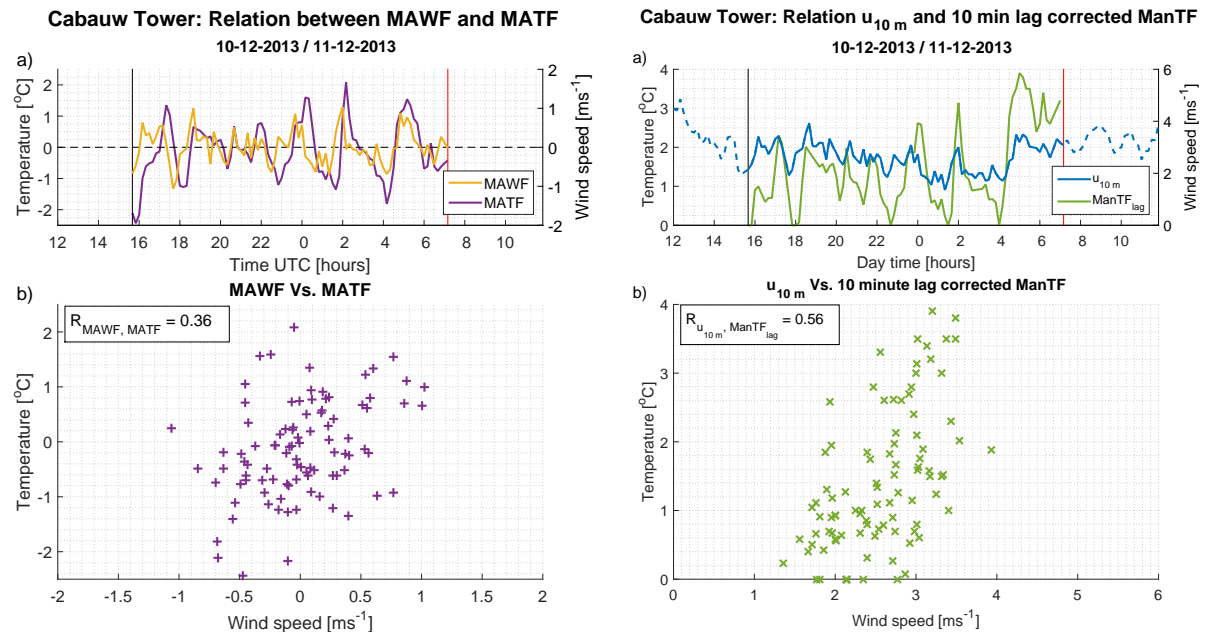 Cabauw Tower: Relation between MAWF and MATF
10-12-2013 / 11-12-2013
a)
2
1
0
-1
-2
Temperature [°C]
2
1
0
-1
-2
Wind speed [ms⁻¹]
MAWF
MATF
12 14 16 18 20 22 0 2 4 6 8 10
Time UTC [hours]
b)
MAWF Vs. MATF
R MAWF, MATF = 0.36
2
1
0
-1
-2
Temperature [°C]
-2 -1.5 -1 -0.5 0 0.5 1 1.5 2
Wind speed [ms⁻¹]
Cabauw Tower: Relation u10 m and 10 min lag corrected ManTF
10-12-2013 / 11-12-2013
a)
4
3
2
1
0
Temperature [°C]
6
4
2
0
Wind speed [ms⁻¹]
u10 m
ManTFlag
12 14 16 18 20 22 0 2 4 6 8 10
Day time [hours]
b)
u10 m Vs. 10 minute lag corrected ManTF
R u10 m, ManTFlag = 0.56
4
3
2
1
0
Temperature [°C]
0 1 2 3 4 5 6
Wind speed [ms⁻¹]